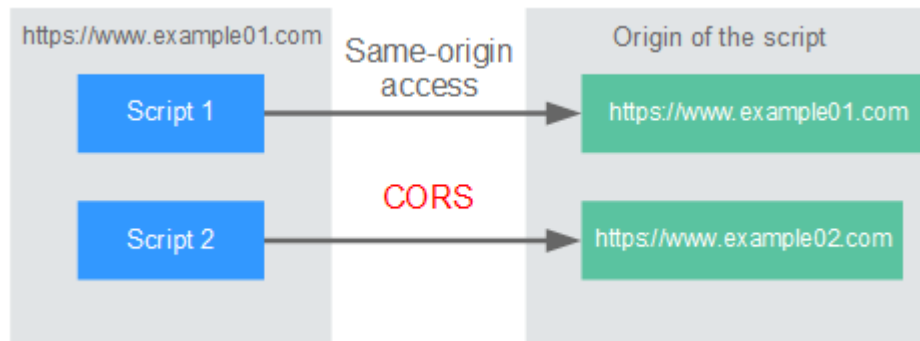 https://www.example01.com
Same-origin
access
Origin of the script
Script 1
https://www.example01.com
CORS
Script 2
https://www.example02.com